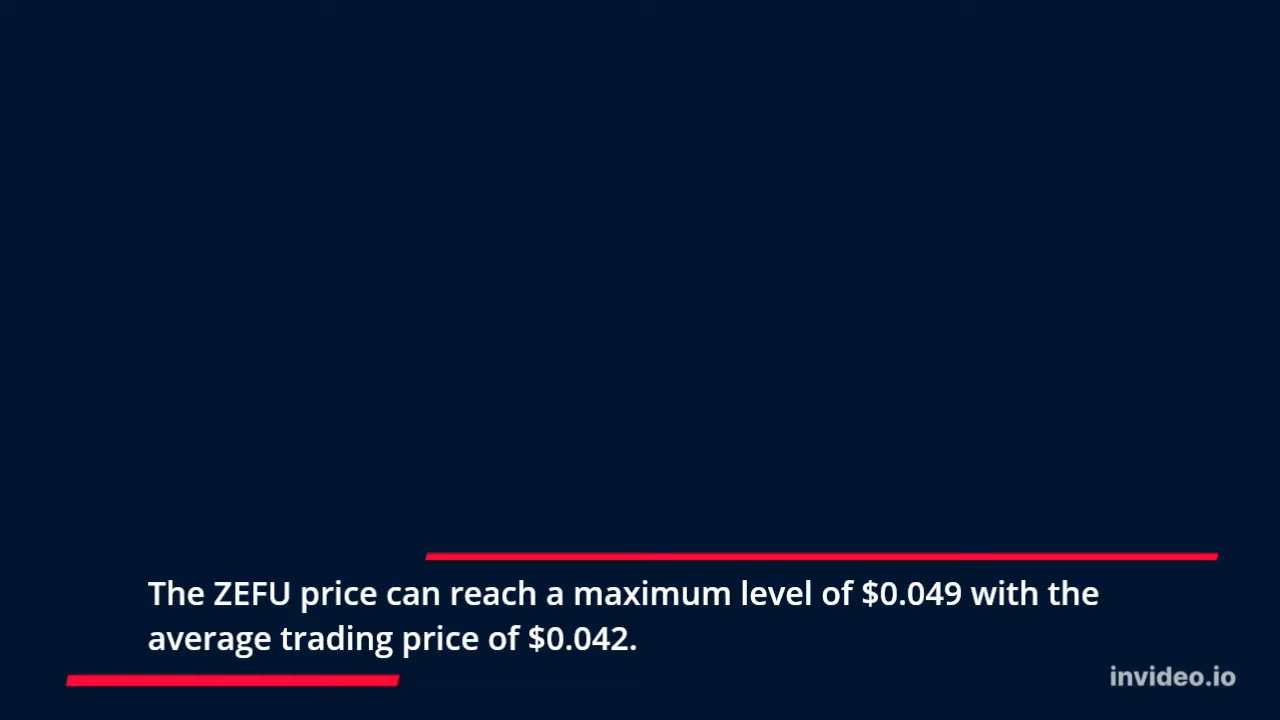 The ZEFU price can reach a maximum level of $0.049 with the
average trading price of $0.042.
invideo.io